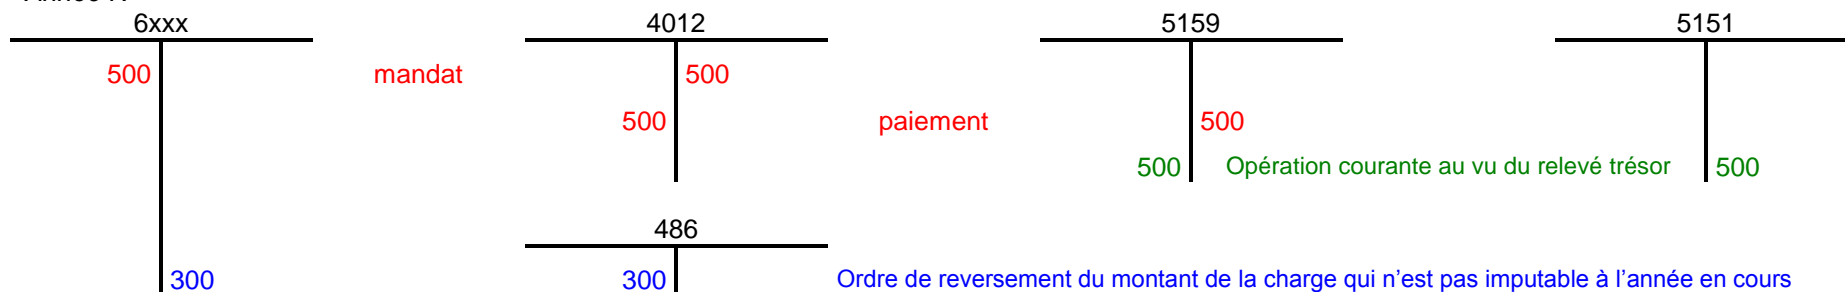 6xxx 4012 5159 5151
500 mandat 500
500 paiement 500
500 Opération courante au vu du relevé trésor 500
486
300 300 Ordre de reversement du montant de la charge qui n'est pas imputable à l'année en cours